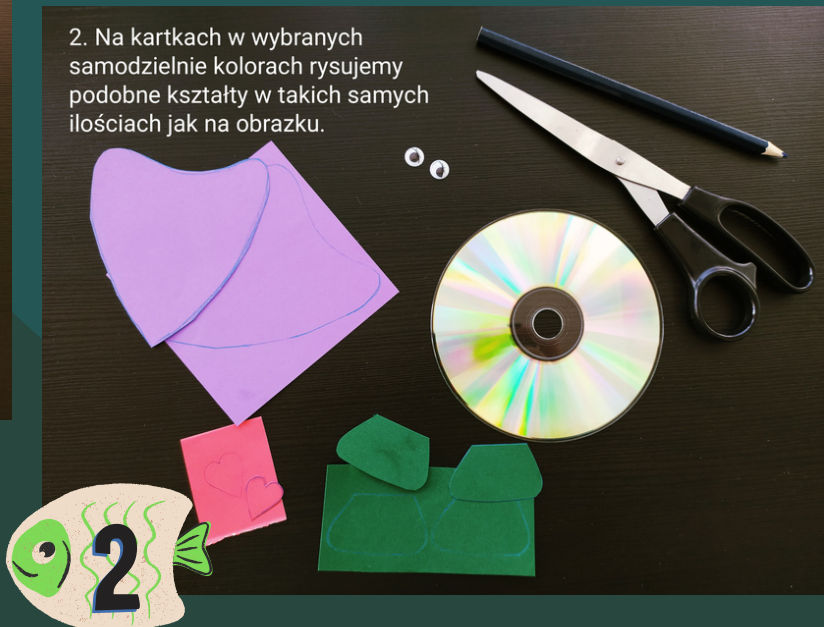 2. Na kartkach w wybranych
samodzielnie kolorach rysujemy
podobne kształty w takich samych
ilościach jak na obrazku.
2